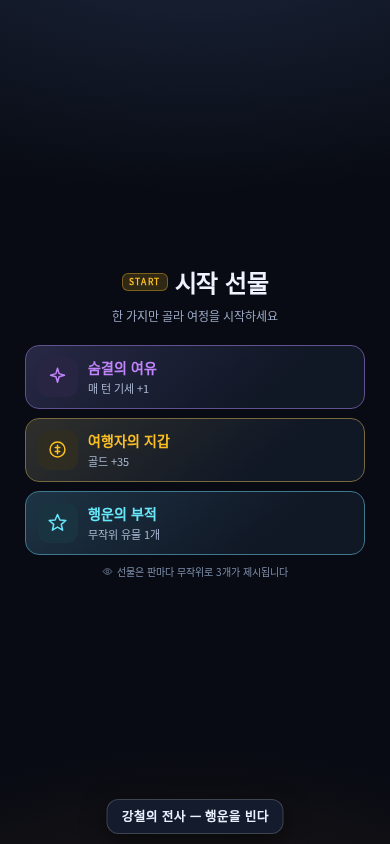 START 시작 선물
한 가지만 골라 여정을 시작하세요
숨결의 여유
매 턴 기세 +1
여행자의 지갑
골드 +35
행운의 부적
무작위 유물 1개
선물은 판마다 무작위로 3개가 제시됩니다
강철의 전사 — 행운을 빈다